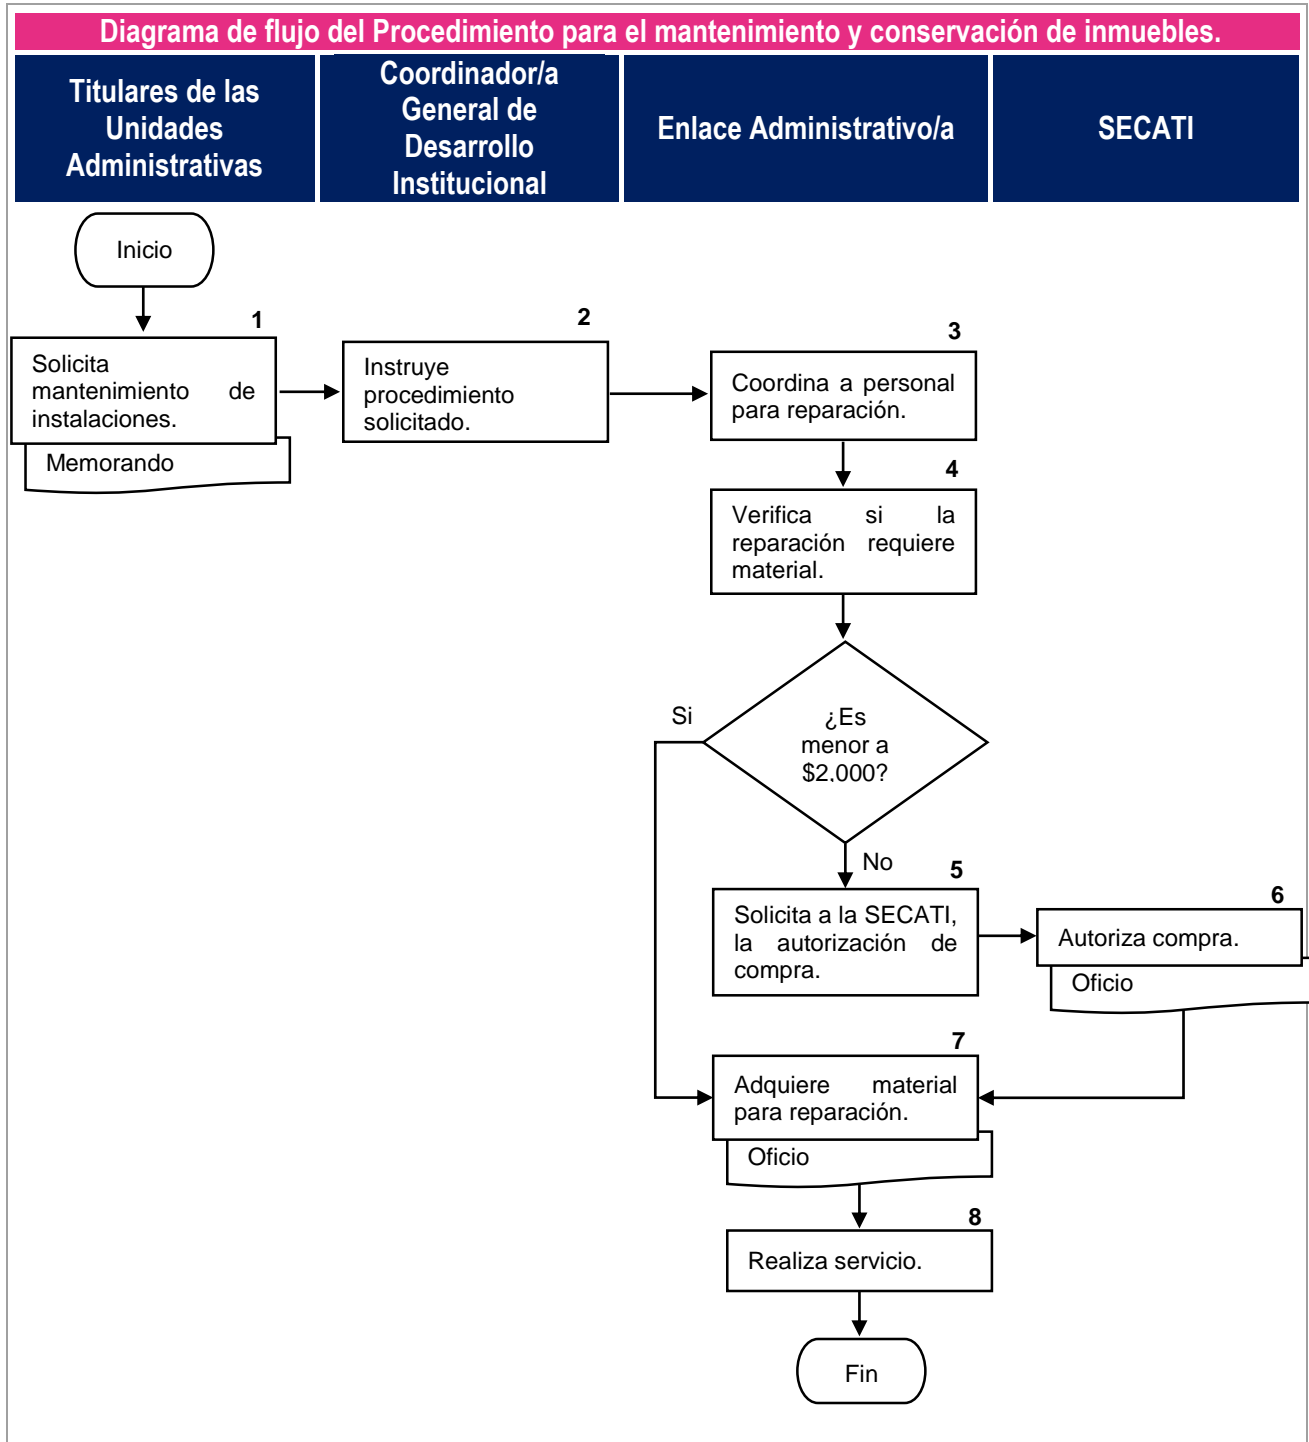 Diagrama de flujo del Procedimiento para el mantenimiento y conservación de inmuebles.
Titulares de las
Unidades
Administrativas
Coordinador/a
General de
Desarrollo
Institucional
Enlace Administrativo/a
SECATI
Inicio
1
Solicita
mantenimiento de
instalaciones.
Memorando
2
Instruye
procedimiento
solicitado.
3
Coordina a personal
para reparación.
4
Verifica si la
reparación requiere
material.
Si
¿Es
menor a
$2,000?
No
5
Solicita a la SECATI,
la autorización de
compra.
6
Autoriza compra.
Oficio
7
Adquiere material
para reparación.
Oficio
8
Realiza servicio.
Fin